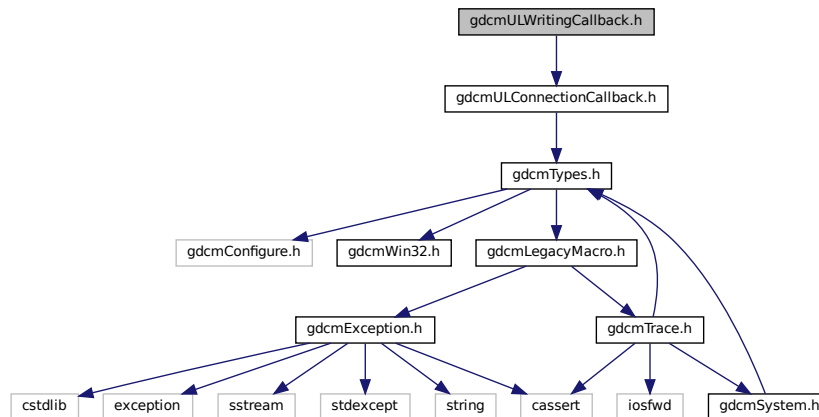 gdcmULWritingCallback.h
gdcmULConnectionCallback.h
gdcmTypes.h
gdcmConfigure.h
gdcmWin32.h
gdcmLegacyMacro.h
gdcmException.h
gdcmTrace.h
cstdlib
exception
sstream
stdexcept
string
cassert
iosfwd
gdcmSystem.h